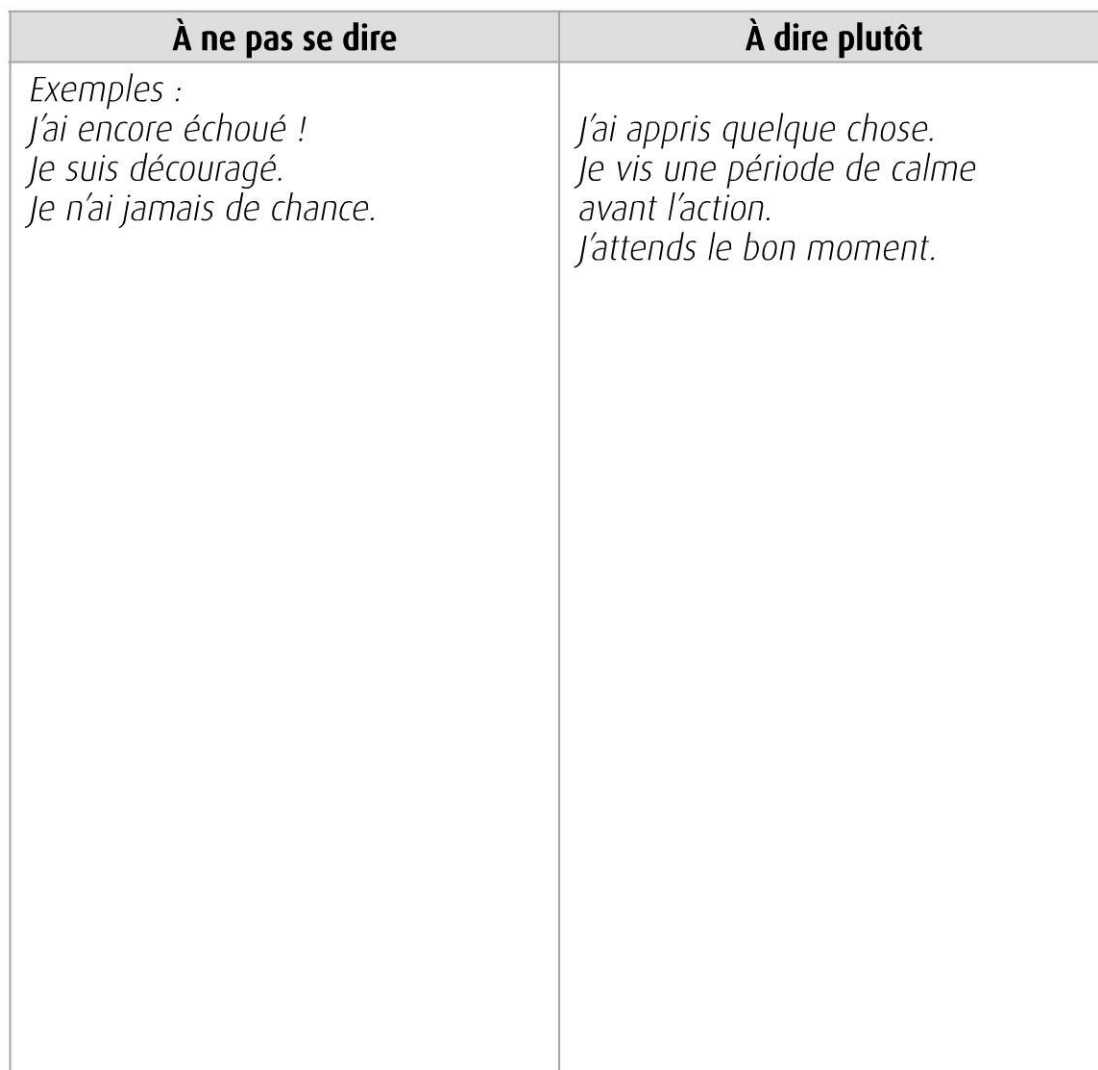 À ne pas se dire
À dire plutôt
Exemples :
J'ai encore échoué !
Je suis découragé.
Je n'ai jamais de chance.
J'ai appris quelque chose.
Je vis une période de calme
avant l'action.
J'attends le bon moment.